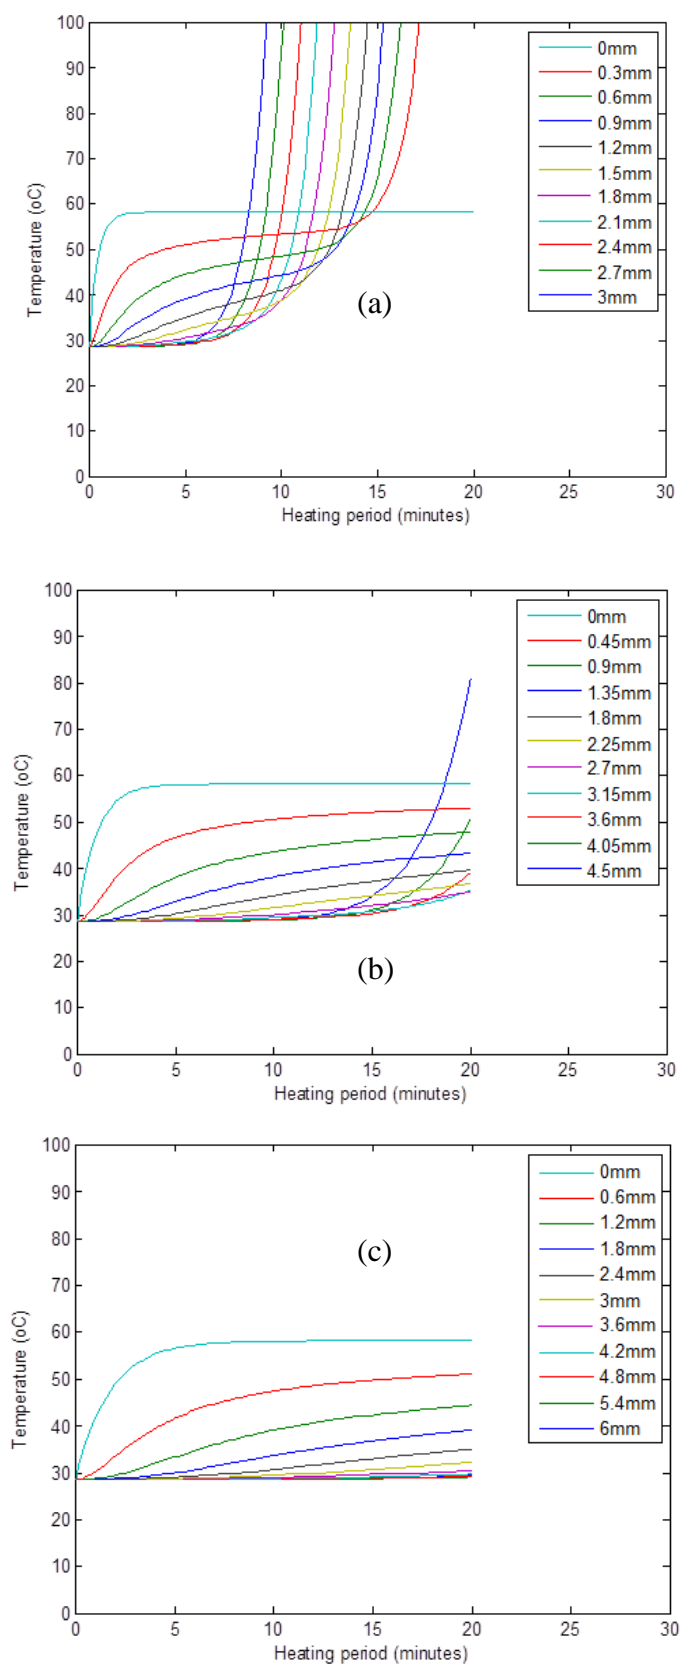 100
90
80
70
60
50
40
30
20
10
0
Temperature (oC)
0 5 10 15 20 25 30
Heating period (minutes)
(a)
0mm
0.3mm
0.6mm
0.9mm
1.2mm
1.5mm
1.8mm
2.1mm
2.4mm
2.7mm
3mm
100
90
80
70
60
50
40
30
20
10
0
Temperature (oC)
0 5 10 15 20 25 30
Heating period (minutes)
(b)
0mm
0.45mm
0.9mm
1.35mm
1.8mm
2.25mm
2.7mm
3.15mm
3.6mm
4.05mm
4.5mm
100
90
80
70
60
50
40
30
20
10
0
Temperature (oC)
0 5 10 15 20 25 30
Heating period (minutes)
(c)
0mm
0.6mm
1.2mm
1.8mm
2.4mm
3mm
3.6mm
4.2mm
4.8mm
5.4mm
6mm